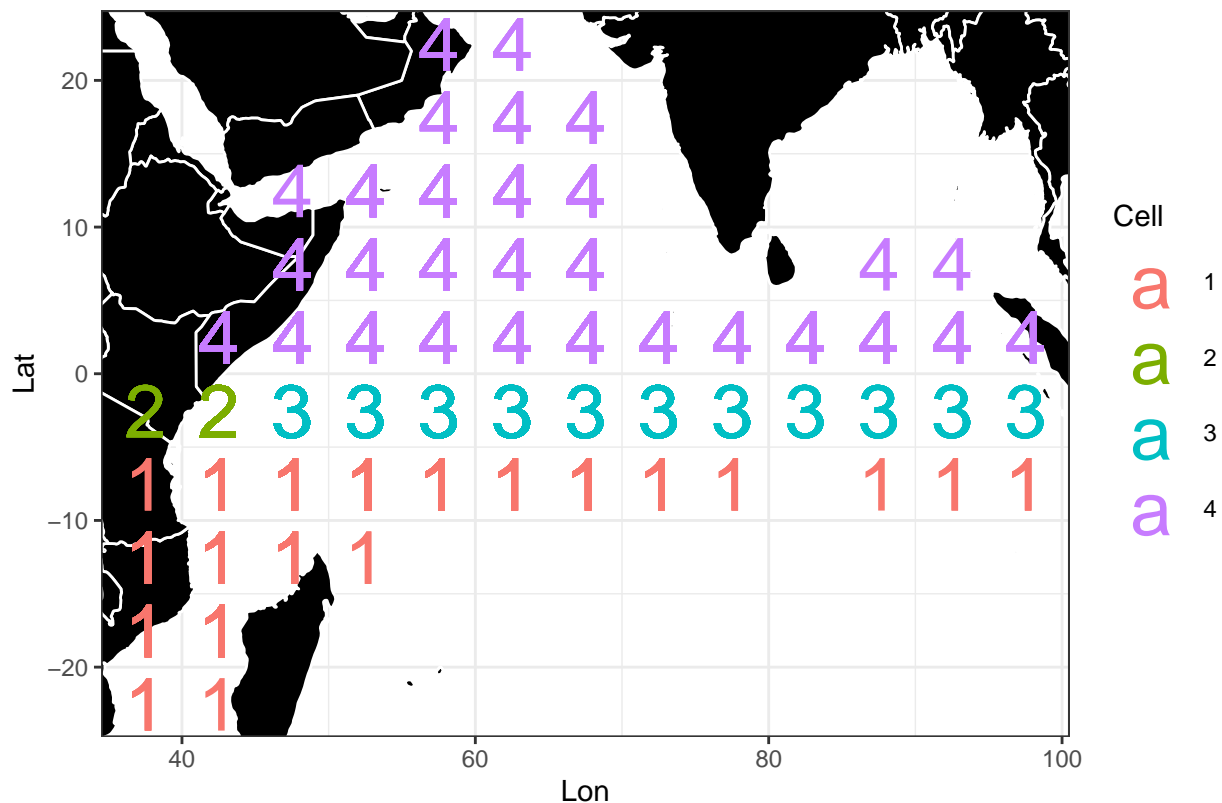 4 4
20
4 4 4
4 4 4 4 4
10
4 4 4 4 4 4 4
4 4 4 4 4 4 4 4 4 4 4 4
0
2 2 3 3 3 3 3 3 3 3 3 3 3
1 1 1 1 1 1 1 1 1 1 1 1
−10
1 1 1 1
1 1
−20
1 1
40 60 80 100
Lon
Lat
Cell
a 1
a 2
a 3
a 4